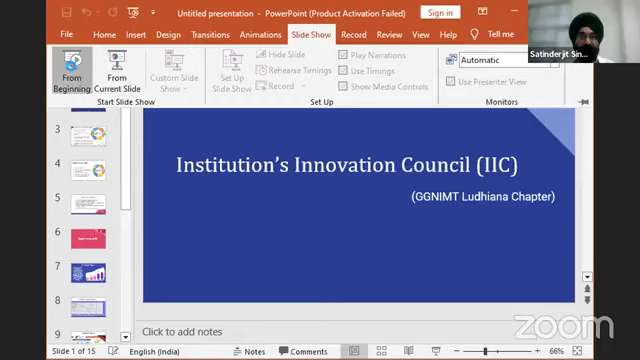 Untitled presentation - PowerPoint (Product Activation Failed)
Sign in
File
Home
Insert
Design
Transitions
Animations
Slide Show
Record
Review
View
Help
Tell me
Satinderjit Sin...
From Beginning
From Current Slide
Custom Slide Show
Start Slide Show
Set Up Slide Show
Hide Slide
Rehearse Timings
Record
Play Narrations
Use Timings
Show Media Controls
Set Up
Automatic
Use Presenter View
Monitors
3
4
5
6
7
8
9
Institution's Innovation Council (IIC)
(GGNIMT Ludhiana Chapter)
Click to add notes
Slide 1 of 15
English (India)
Notes
Comments
66%
zoom